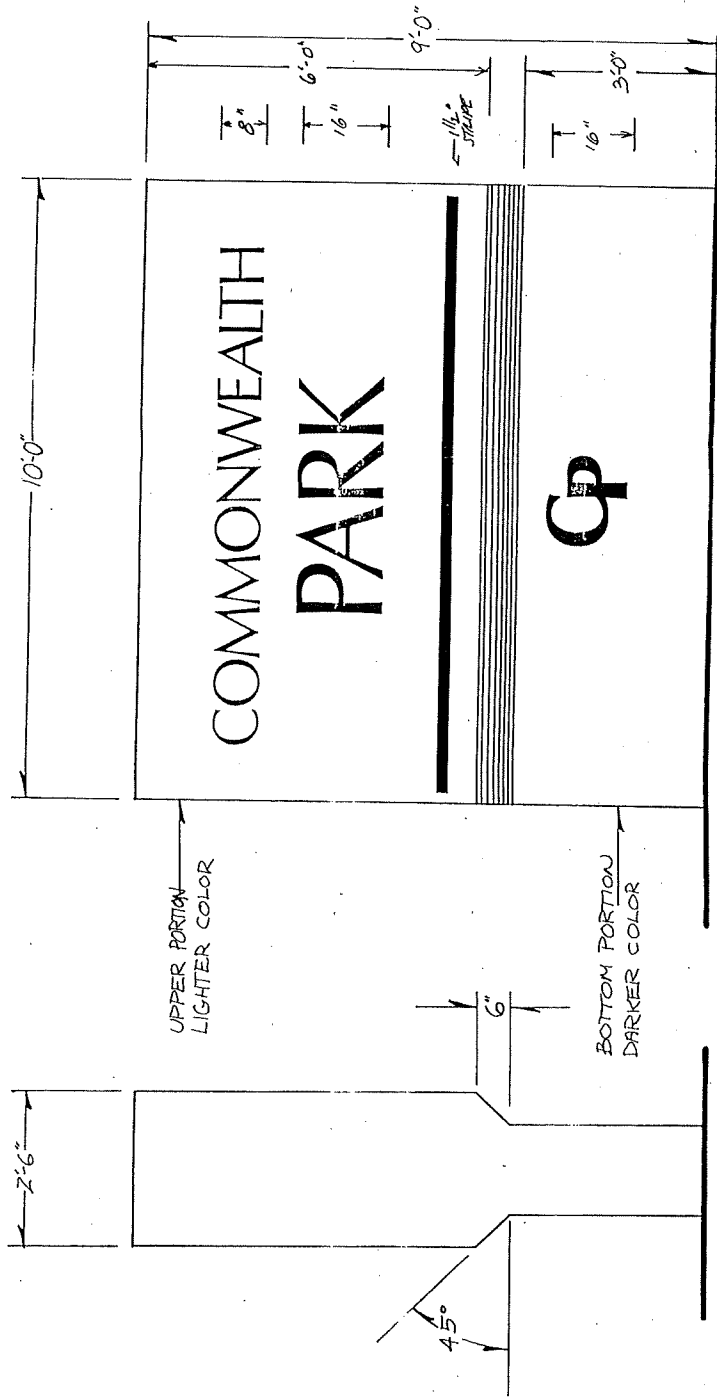 2'-6"
10'-0"
UPPER PORTION
LIGHTER COLOR
COMMONWEALTH
PARK
8"
16"
6'-0"
9'-0"
1 1/2"
STRIPE
6"
45°
BOTTOM PORTION
DARKER COLOR
CP
16"
3'-0"